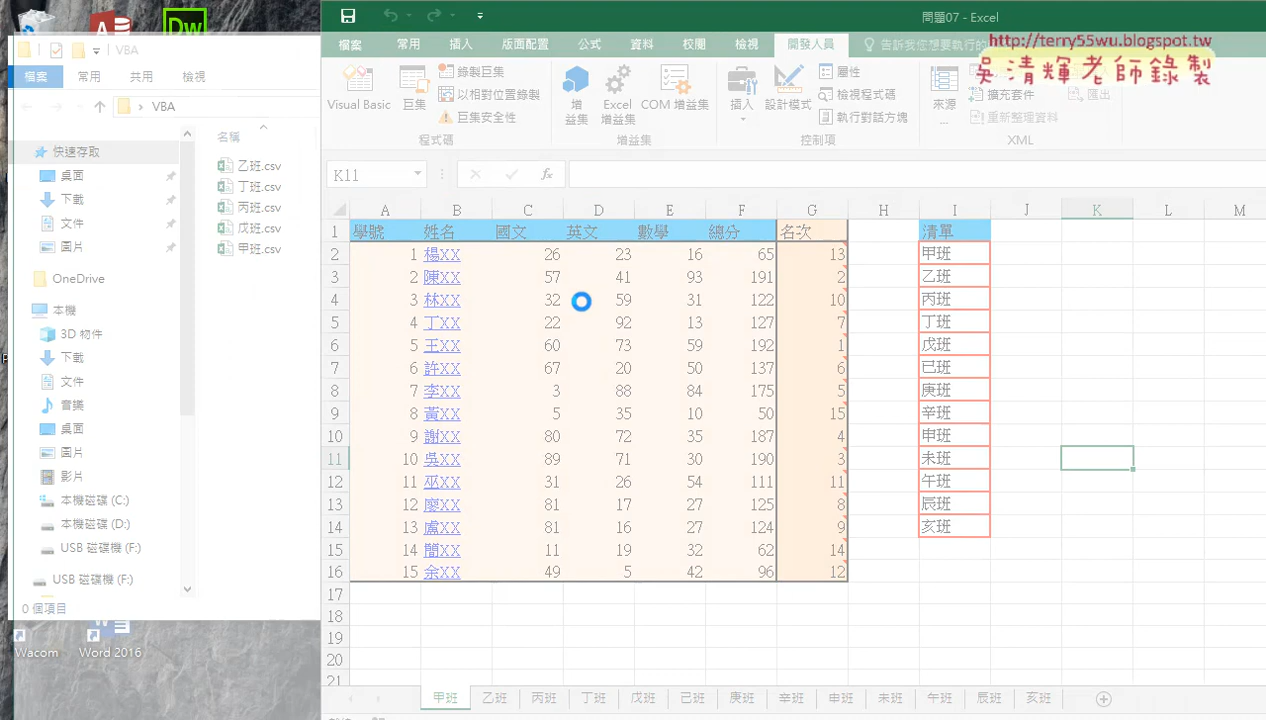 問題07 - Excel
http://terry55wu.blogspot.tw
吳清輝老師錄製
VBA
檔案 常用 共用 檢視
檔案 常用 插入 版面配置 公式 資料 校閱 檢視 開發人員 告訴我您想要執行的
Visual Basic 巨集 錄製巨集 以相對位置錄製 巨集安全性
程式碼
增益集 Excel 增益集 COM 增益集
增益集
插入 設計模式 屬性 檢視程式碼 執行對話方塊
控制項
來源 擴充套件 匯出 重新整理資料
XML
VBA
名稱
快速存取
桌面
下載
文件
圖片
OneDrive
本機
3D 物件
下載
文件
音樂
桌面
圖片
影片
本機磁碟 (C:)
本機磁碟 (D:)
USB 磁碟機 (F:)
USB 磁碟機 (F:)
0 個項目
乙班.csv
丁班.csv
丙班.csv
戊班.csv
甲班.csv
Wacom
Word 2016
K11
fx
A B C D E F G H I J K L M
1 學號 姓名 國文 英文 數學 總分 名次 清單
2 1 楊XX 26 23 16 65 13 甲班
3 2 陳XX 57 41 93 191 2 乙班
4 3 林XX 32 59 31 122 10 丙班
5 4 丁XX 22 92 13 127 7 丁班
6 5 王XX 60 73 59 192 1 戊班
7 6 許XX 67 20 50 137 6 已班
8 7 李XX 3 88 84 175 5 庚班
9 8 黃XX 5 35 10 50 15 辛班
10 9 謝XX 80 72 35 187 4 申班
11 10 吳XX 89 71 30 190 3 未班
12 11 巫XX 31 26 54 111 11 午班
13 12 廖XX 81 17 27 125 8 辰班
14 13 盧XX 81 16 27 124 9 亥班
15 14 簡XX 11 19 32 62 14
16 15 余XX 49 5 42 96 12
17
18
19
20
21
甲班 乙班 丙班 丁班 戊班 已班 庚班 辛班 申班 未班 午班 辰班 亥班